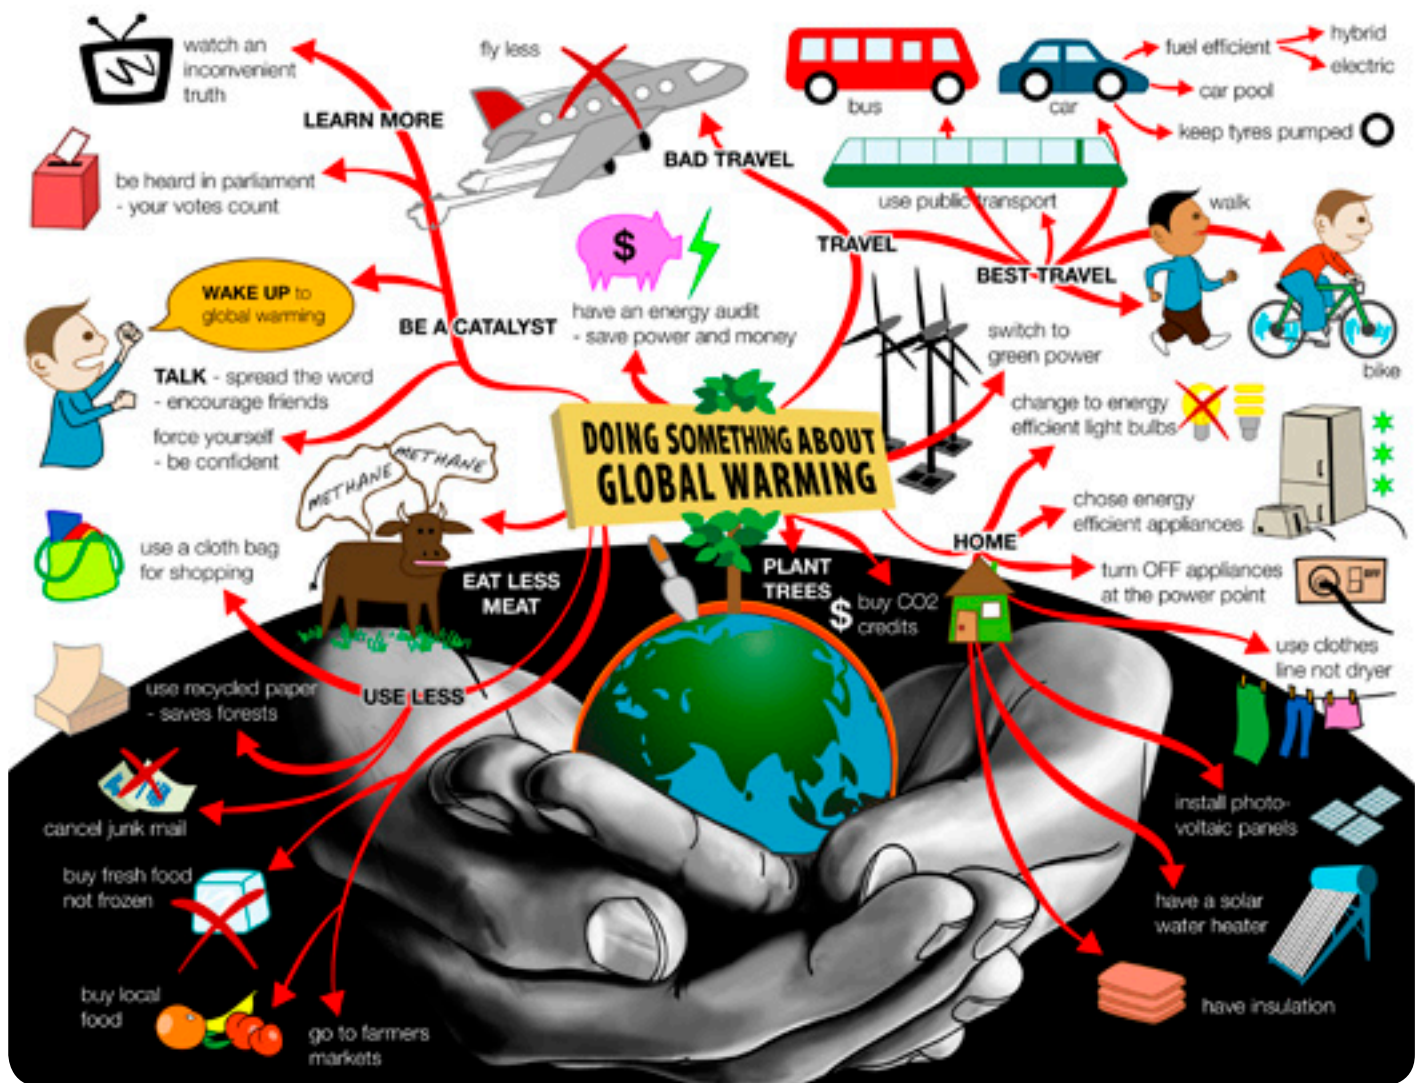 watch an
inconvenient
truth
LEARN MORE
be heard in parliament
- your votes count
WAKE UP to
global warming
BE A CATALYST
TALK - spread the word
- encourage friends
force yourself
- be confident
fly less
BAD TRAVEL
$
have an energy audit
- save power and money
bus
car
fuel efficient
hybrid
electric
car pool
keep tyres pumped
use public transport
TRAVEL
BEST TRAVEL
walk
bike
switch to
green power
DOING SOMETHING ABOUT
GLOBAL WARMING
METHANE
METHANE
EAT LESS
MEAT
PLANT
TREES
$ buy CO2
credits
HOME
change to energy
efficient light bulbs
chose energy
efficient appliances
turn OFF appliances
at the power point
OFF
use clothes
line not dryer
install photo-
voltaic panels
have a solar
water heater
have insulation
use a cloth bag
for shopping
USE LESS
use recycled paper
- saves forests
cancel junk mail
buy fresh food
not frozen
buy local
food
go to farmers
markets